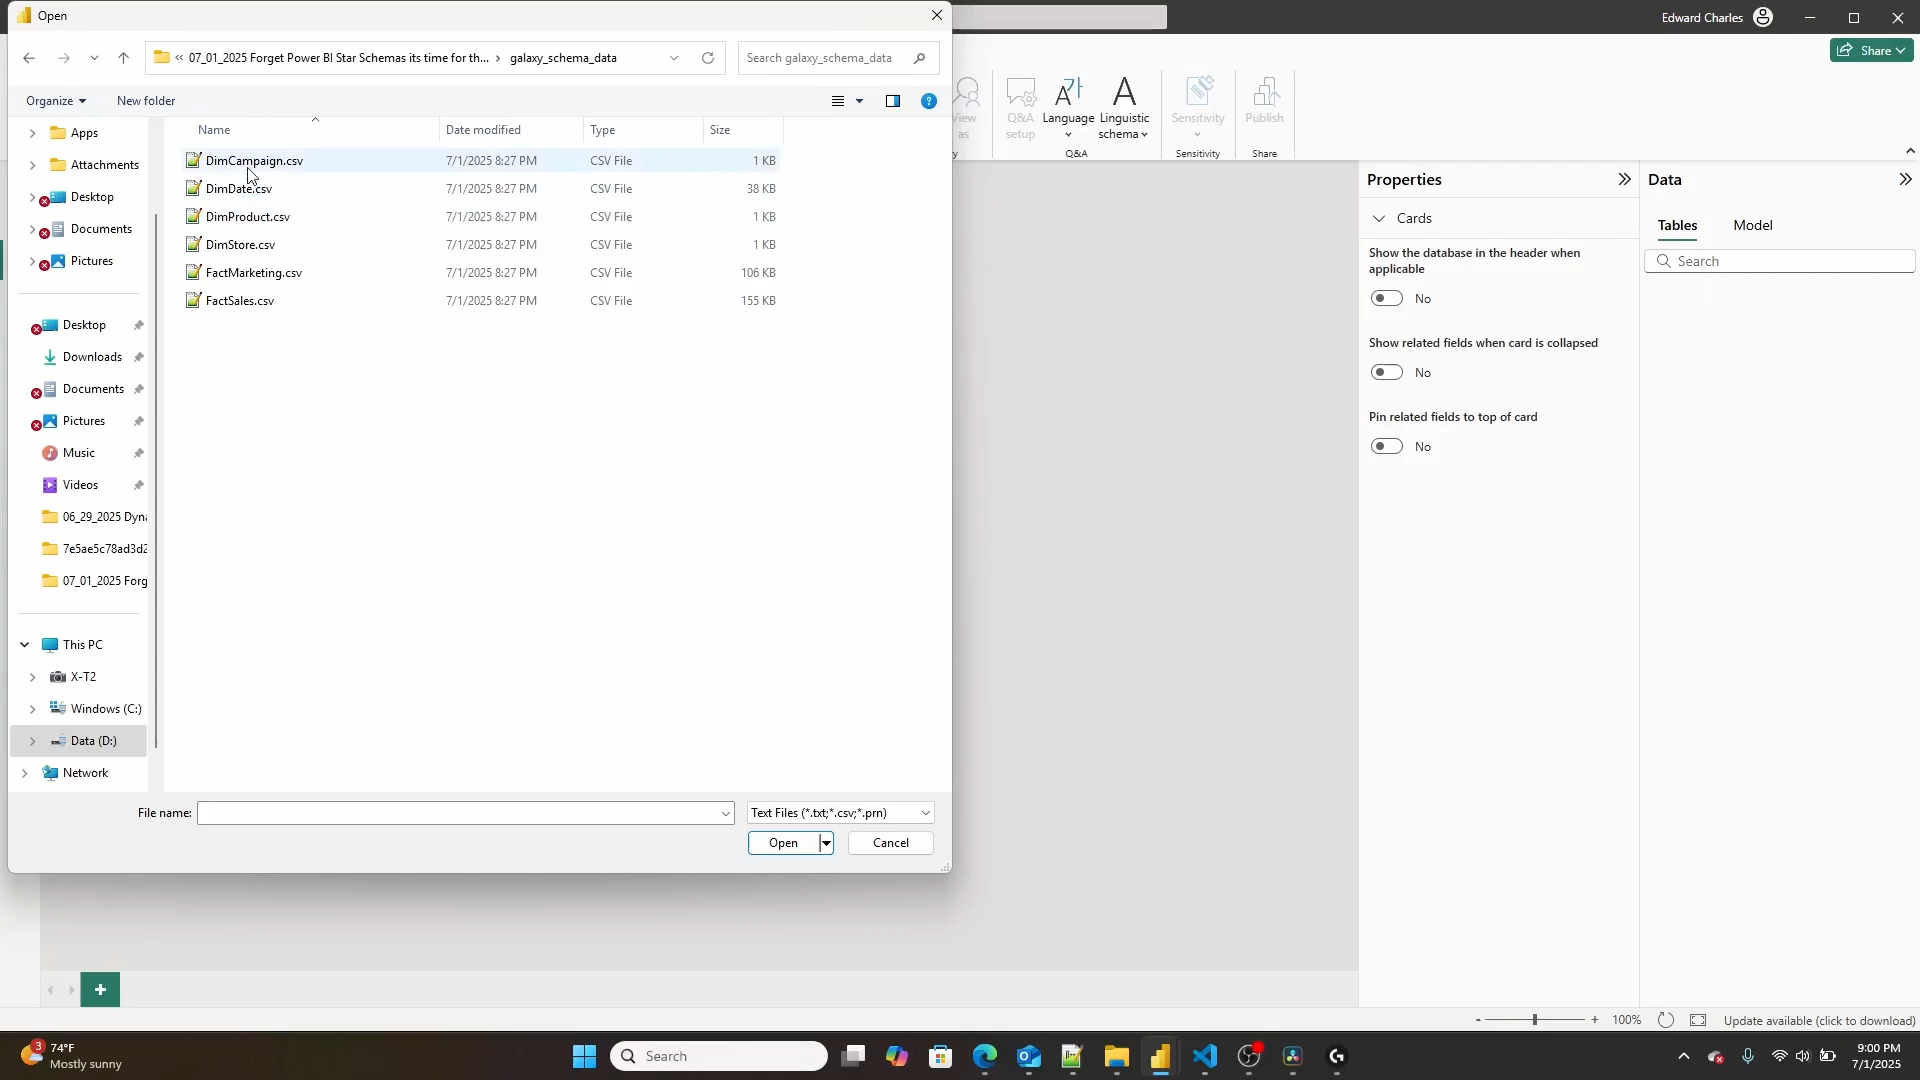 Open
Edward Charles
« 07_01_2025 Forget Power BI Star Schemas its time for th... › galaxy_schema_data
Search galaxy_schema_data
Share
Organize
New folder
View as
Q&A setup
Language
Linguistic schema
Sensitivity
Publish
Q&A
Sensitivity
Share
Name
Date modified
Type
Size
DimCampaign.csv 7/1/2025 8:27 PM CSV File 1 KB
DimDate.csv 7/1/2025 8:27 PM CSV File 38 KB
DimProduct.csv 7/1/2025 8:27 PM CSV File 1 KB
DimStore.csv 7/1/2025 8:27 PM CSV File 1 KB
FactMarketing.csv 7/1/2025 8:27 PM CSV File 106 KB
FactSales.csv 7/1/2025 8:27 PM CSV File 155 KB
Apps
Attachments
Desktop
Documents
Pictures
Desktop
Downloads
Documents
Pictures
Music
Videos
06_29_2025 Dyna
7e5ae5c78ad3d2
07_01_2025 Forg
This PC
X-T2
Windows (C:)
Data (D:)
Network
File name:
Text Files (*.txt;*.csv;*.prn)
Open
Cancel
Properties
Cards
Show the database in the header when
applicable
No
Show related fields when card is collapsed
No
Pin related fields to top of card
No
Data
Tables
Model
Search
- + 100%
Update available (click to download)
3
74°F
Mostly sunny
Search
9:00 PM
7/1/2025